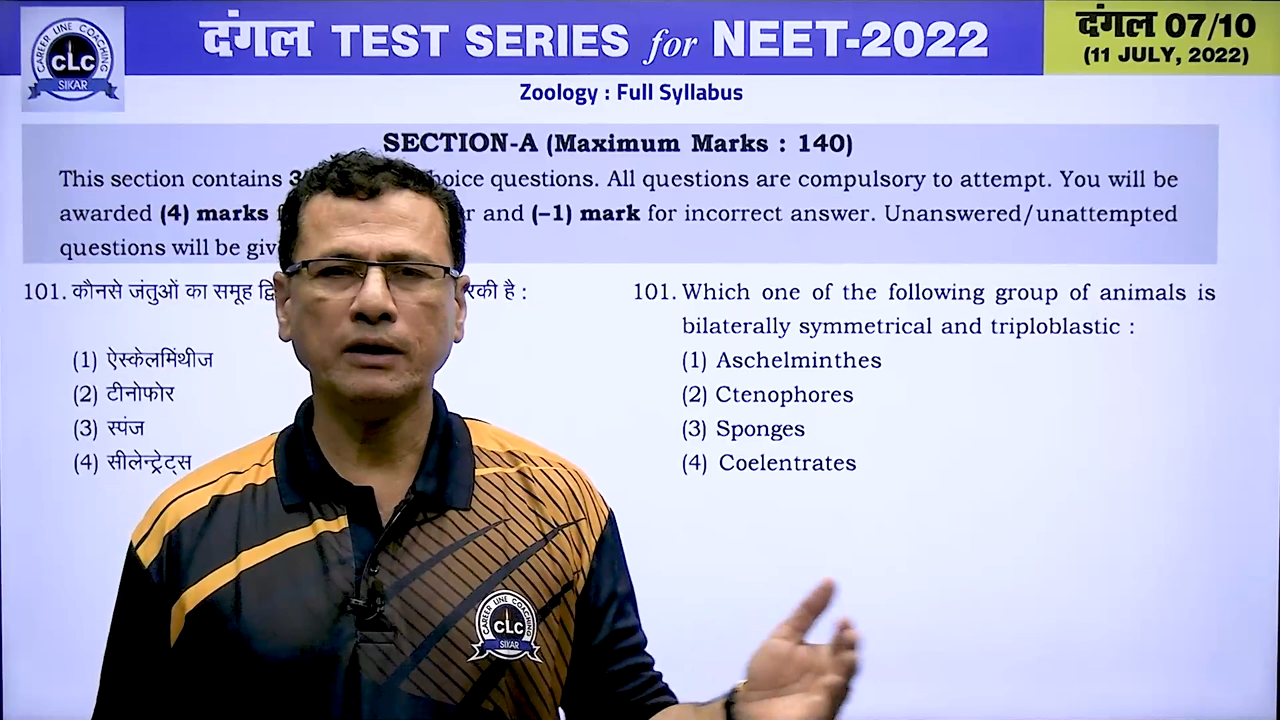 CAREER LINE COACHING
CLC
SIKAR
दंगल TEST SERIES for NEET-2022
दंगल 07/10
(11 JULY, 2022)
Zoology : Full Syllabus
SECTION-A (Maximum Marks : 140)
This section contains 3 hoice questions. All questions are compulsory to attempt. You will be
awarded (4) marks r and (–1) mark for incorrect answer. Unanswered/unattempted
questions will be giv
101. कौनसे जंतुओं का समूह द्वि रकी है :
(1) ऐस्केलमिंथीज
(2) टीनोफोर
(3) स्पंज
(4) सीलेन्ट्रेट्स
101. Which one of the following group of animals is
bilaterally symmetrical and triploblastic :
(1) Aschelminthes
(2) Ctenophores
(3) Sponges
(4) Coelentrates
CAREER LINE COACHING
CLC
SIKAR